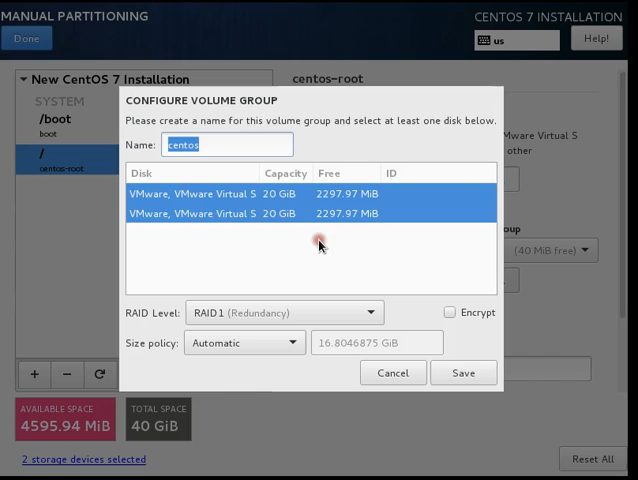 MANUAL PARTITIONING
CENTOS 7 INSTALLATION
Done
us
Help!
New CentOS 7 Installation
centos-root
SYSTEM
/boot
boot
/
centos-root
CONFIGURE VOLUME GROUP
Please create a name for this volume group and select at least one disk below.
Name: centos
Disk Capacity Free ID
VMware, VMware Virtual S 20 GiB 2297.97 MiB
VMware, VMware Virtual S 20 GiB 2297.97 MiB
RAID Level: RAID1 (Redundancy) Encrypt
Size policy: Automatic 16.8046875 GiB
Cancel Save
Mware Virtual S
other
oup
(40 MiB free)
+ −
AVAILABLE SPACE
4595.94 MiB
TOTAL SPACE
40 GiB
2 storage devices selected
Reset All